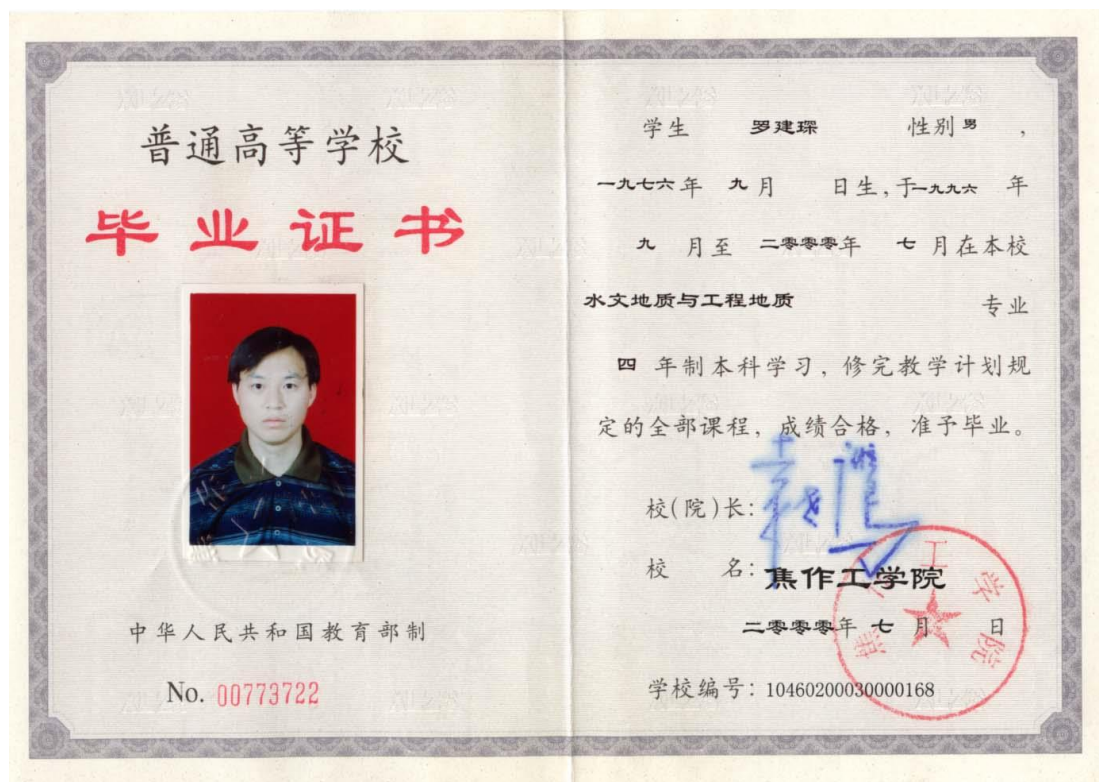 普通高等学校
毕业证书
中华人民共和国教育部制
No. 00773722
学生 罗建琛 性别男，
一九七六年 九月 日生，于一九九六 年
九 月至 二零零零年 七 月在本校
水文地质与工程地质 专业
四 年制本科学习，修完教学计划规
定的全部课程，成绩合格，准予毕业。
校(院)长：
校 名：焦作工学院
二零零零年 七 月 日
学校编号：10460200030000168
焦作工学院